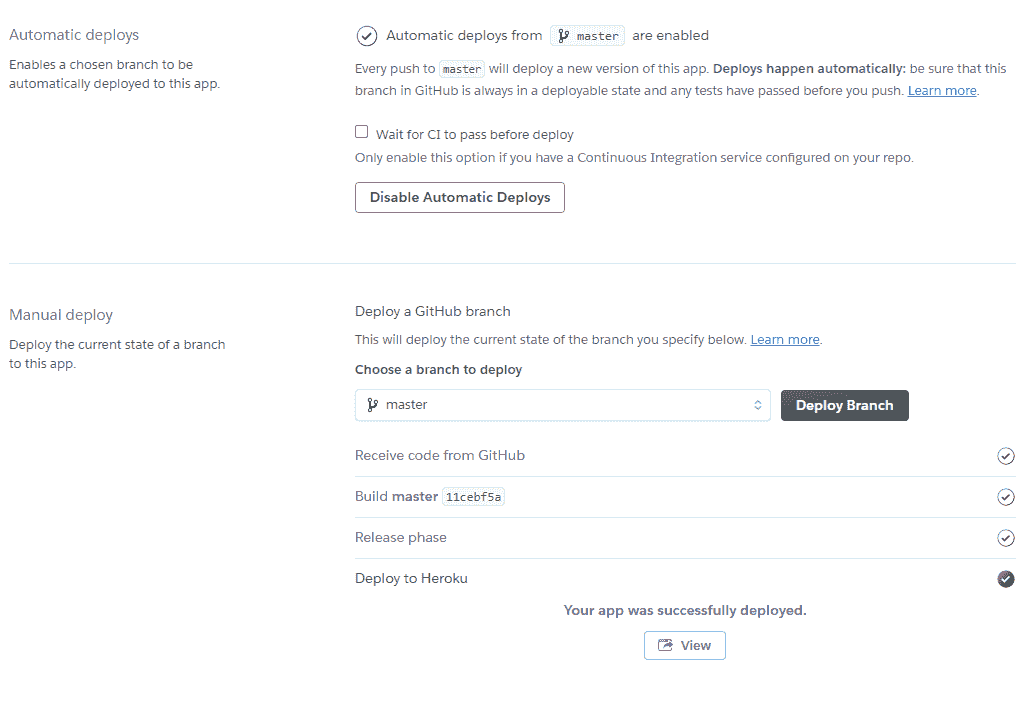 Automatic deploys
Enables a chosen branch to be
automatically deployed to this app.
Automatic deploys from master are enabled
Every push to master will deploy a new version of this app. Deploys happen automatically: be sure that this
branch in GitHub is always in a deployable state and any tests have passed before you push. Learn more.
Wait for CI to pass before deploy
Only enable this option if you have a Continuous Integration service configured on your repo.
Disable Automatic Deploys
Manual deploy
Deploy the current state of a branch
to this app.
Deploy a GitHub branch
This will deploy the current state of the branch you specify below. Learn more.
Choose a branch to deploy
master
Deploy Branch
Receive code from GitHub
Build master 11cebf5a
Release phase
Deploy to Heroku
Your app was successfully deployed.
View